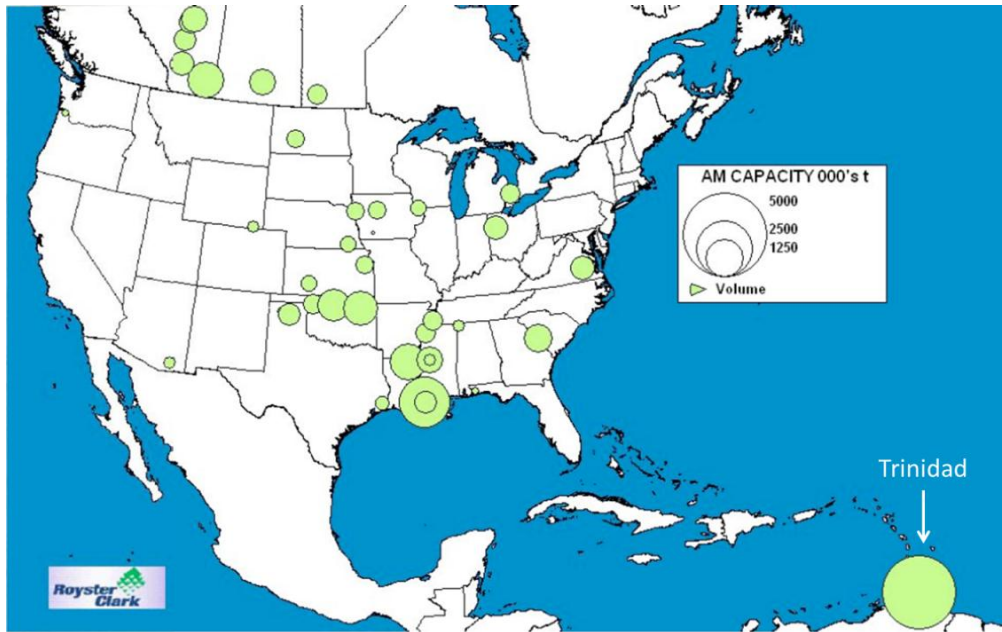 AM CAPACITY 000's t
5000
2500
1250
Volume
Trinidad
Royster
Clark